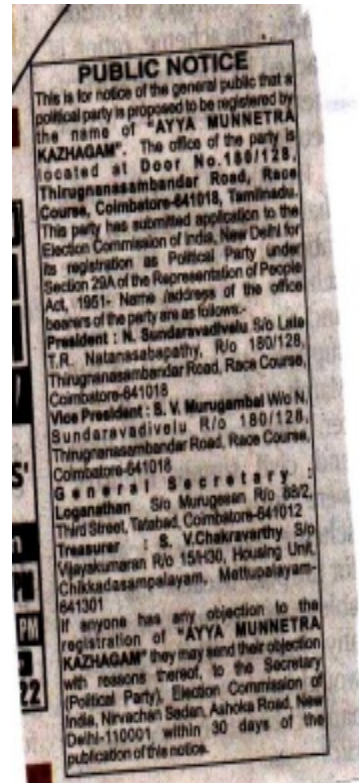 PUBLIC NOTICE
This is for notice of the general public that a
political party is proposed to be registered by
the name of "AYYA MUNNETRA
KAZHAGAM". The office of the party is
located at Door No.180/128,
Thirugnanasambandar Road, Race
Course, Coimbatore-641018, Tamilnadu.
This party has submitted application to the
Election Commission of India, New Delhi for
its registration as Political Party under
Section 29A of the Representation of People
Act, 1951- Name /address of the office
bearers of the party are as follows:-
President : N. Sundaravadivelu S/o Late
T.R. Natanasabapathy, R/o 180/128,
Thirugnanasambandar Road, Race Course,
Coimbatore-641018
Vice President : S. V. Murugambal W/o N.
Sundaravadivelu R/o 180/128,
Thirugnanasambandar Road, Race Course,
Coimbatore-641018
General Secretary :
Loganathan S/o Murugesan R/o
Third Street, Tatabad, Coimbatore-641012
Treasurer : S. V.Chakravarthy S/o
Vijayakumaran R/o 15/H30, Housing Unit,
Chikkadasampalayam, Mettupalayam-
641301
If anyone has any objection to the
registration of "AYYA MUNNETRA
KAZHAGAM" they may send their objection
with reasons thereof, to the Secretary
(Political Party), Election Commission of
India, Nirvachan Sadan, Ashoka Road, New
Delhi-110001 within 30 days of the
publication of this notice.
S'
PM
22